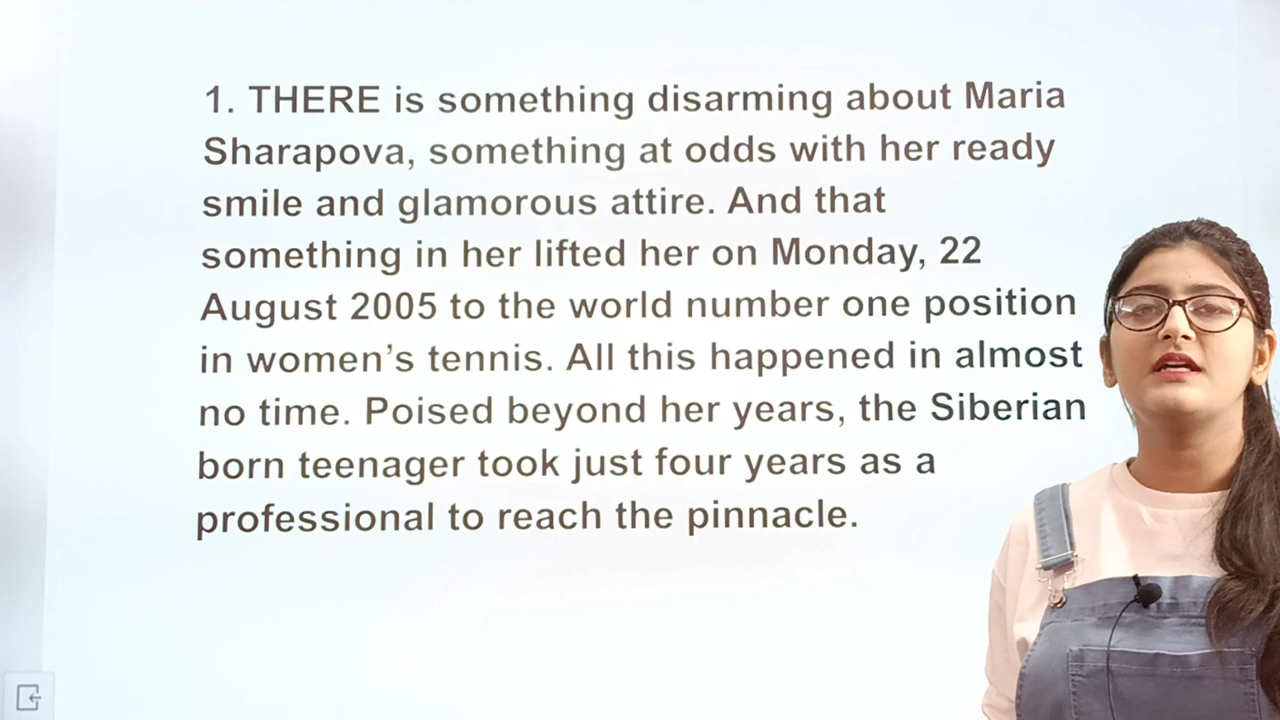 1. THERE is something disarming about Maria
Sharapova, something at odds with her ready
smile and glamorous attire. And that
something in her lifted her on Monday, 22
August 2005 to the world number one position
in women’s tennis. All this happened in almost
no time. Poised beyond her years, the Siberian
born teenager took just four years as a
professional to reach the pinnacle.